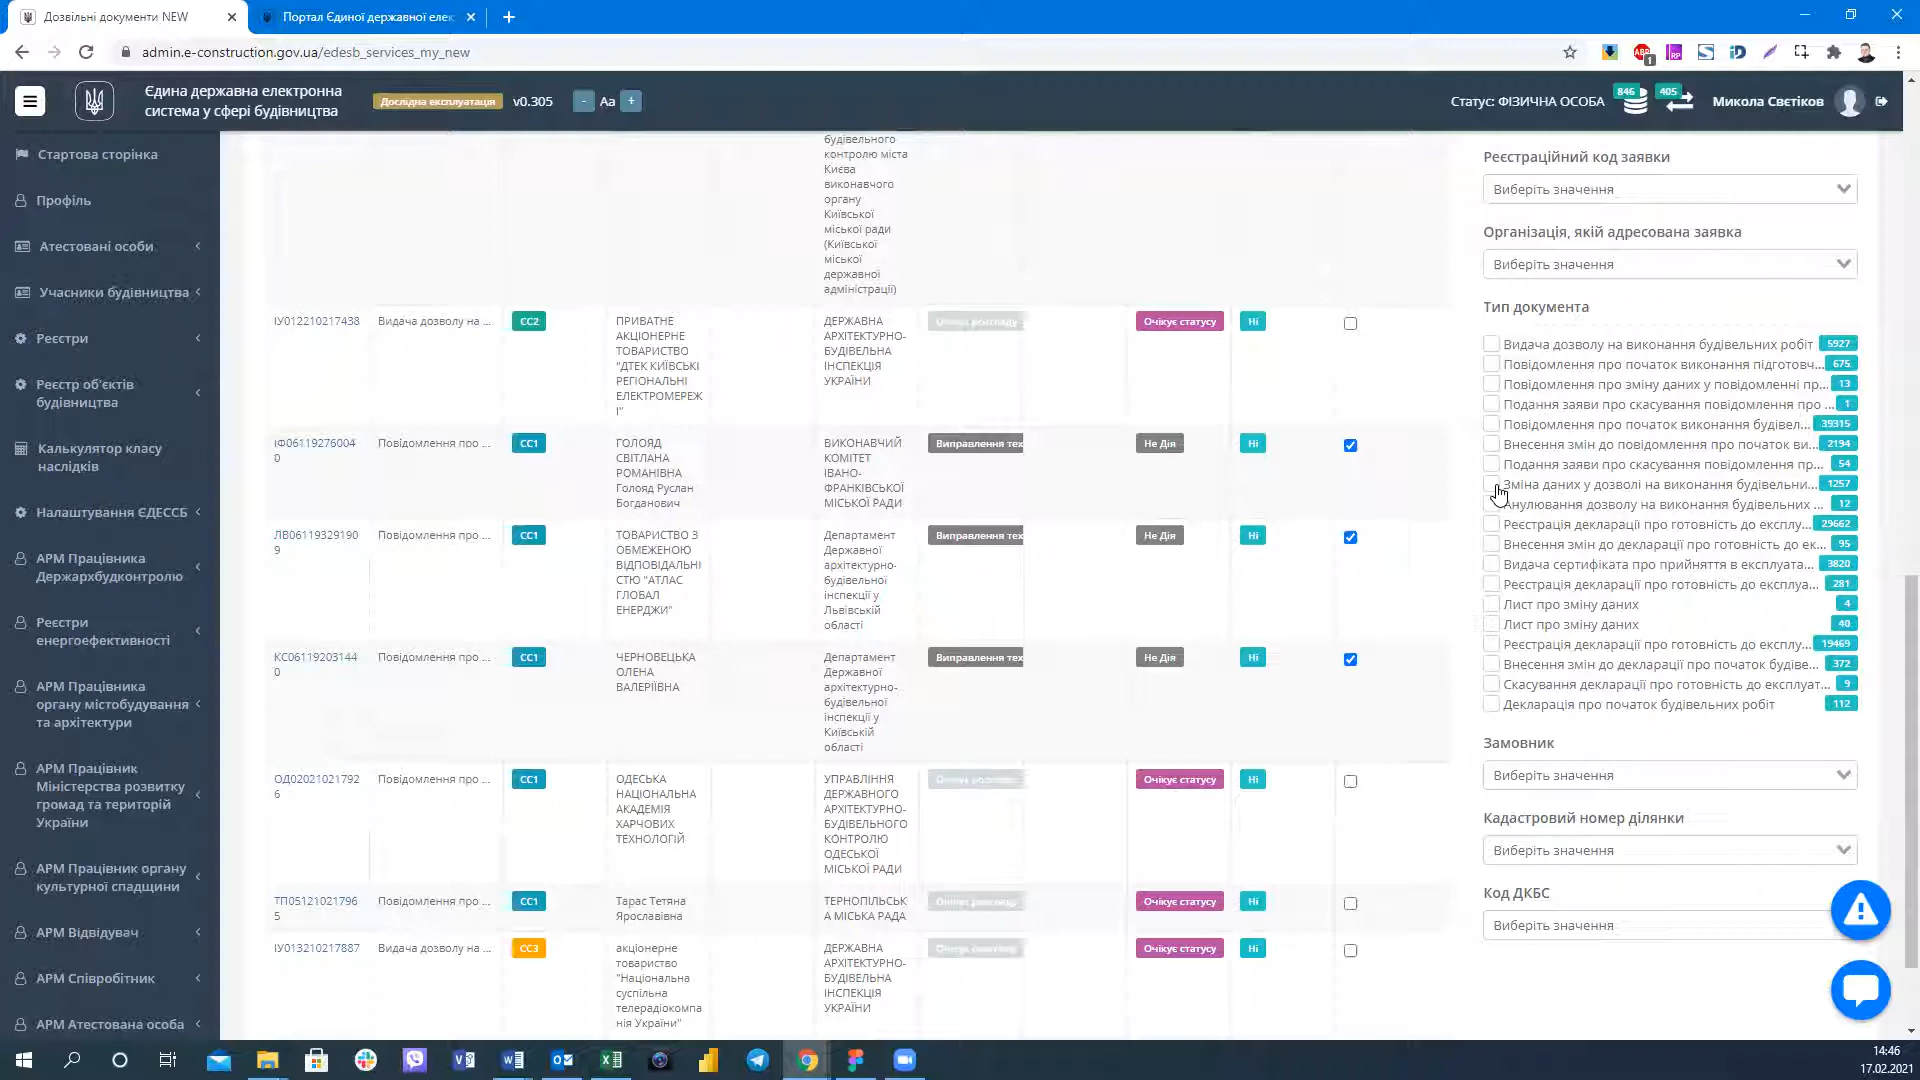 Дозвільні документи NEW
Портал Єдиної державної елек
admin.e-construction.gov.ua/edesb_services_my_new
Єдина державна електронна
система у сфері будівництва
Дослідна експлуатація
v0.305
- Aa +
Статус: ФІЗИЧНА ОСОБА
846
405
Микола Свєтіков
Стартова сторінка
Профіль
Атестовані особи
Учасники будівництва
Реєстри
Реєстр об'єктів
будівництва
Калькулятор класу
наслідків
Налаштування ЄДЕССБ
АРМ Працівника
Держархбудконтролю
Реєстри
енергоефективності
АРМ Працівника
органу містобудування
та архітектури
АРМ Працівник
Міністерства розвитку
громад та територій
України
АРМ Працівник органу
культурної спадщини
АРМ Відвідувач
АРМ Співробітник
АРМ Атестована особа
будівельного
контролю міста
Києва
виконавчого
органу
Київської
міської ради
(Київської
міської
державної
адміністрації)
ІУ012210217438
Видача дозволу на ...
СС2
ПРИВАТНЕ
АКЦІОНЕРНЕ
ТОВАРИСТВО
"ДТЕК КИЇВСЬКІ
РЕГІОНАЛЬНІ
ЕЛЕКТРОМЕРЕЖ
І"
ДЕРЖАВНА
АРХІТЕКТУРНО-
БУДІВЕЛЬНА
ІНСПЕКЦІЯ
УКРАЇНИ
Очікує статусу
Ні
ІФ06119276004
0
Повідомлення про ...
СС1
ГОЛОЯД
СВІТЛАНА
РОМАНІВНА
Голояд Руслан
Богданович
ВИКОНАВЧИЙ
КОМІТЕТ
ІВАНО-
ФРАНКІВСЬКОЇ
МІСЬКОЇ РАДИ
Виправлення тех
Не Дія
Ні
ЛВ06119329190
9
Повідомлення про ...
СС1
ТОВАРИСТВО З
ОБМЕЖЕНОЮ
ВІДПОВІДАЛЬНІ
СТЮ "АТЛАС
ГЛОБАЛ
ЕНЕРДЖИ"
Департамент
Державної
архітектурно-
будівельної
інспекції у
Львівській
області
Виправлення тех
Не Дія
Ні
КС06119203144
0
Повідомлення про ...
СС1
ЧЕРНОВЕЦЬКА
ОЛЕНА
ВАЛЕРІЇВНА
Департамент
Державної
архітектурно-
будівельної
інспекції у
Київській
області
Виправлення тех
Не Дія
Ні
ОД02021021792
6
Повідомлення про ...
СС1
ОДЕСЬКА
НАЦІОНАЛЬНА
АКАДЕМІЯ
ХАРЧОВИХ
ТЕХНОЛОГІЙ
УПРАВЛІННЯ
ДЕРЖАВНОГО
АРХІТЕКТУРНО-
БУДІВЕЛЬНОГО
КОНТРОЛЮ
ОДЕСЬКОЇ
МІСЬКОЇ РАДИ
Очікує статусу
Ні
ТП05121021796
5
Повідомлення про ...
СС1
Тарас Тетяна
Ярославівна
ТЕРНОПІЛЬСЬК
А МІСЬКА РАДА
Очікує статусу
Ні
ІУ013210217887
Видача дозволу на ...
СС3
акціонерне
товариство
"Національна
суспільна
телерадіокомпа
нія України"
ДЕРЖАВНА
АРХІТЕКТУРНО-
БУДІВЕЛЬНА
ІНСПЕКЦІЯ
УКРАЇНИ
Очікує статусу
Ні
Реєстраційний код заявки
Виберіть значення
Організація, якій адресована заявка
Виберіть значення
Тип документа
Видача дозволу на виконання будівельних робіт 5927
Повідомлення про початок виконання підготовч... 675
Повідомлення про зміну даних у повідомленні пр... 13
Подання заяви про скасування повідомлення про ... 1
Повідомлення про початок виконання будівел... 39315
Внесення змін до повідомлення про початок ви... 2194
Подання заяви про скасування повідомлення пр... 54
Зміна даних у дозволі на виконання будівельни... 1257
Анулювання дозволу на виконання будівельних ... 12
Реєстрація декларації про готовність до експлу... 29662
Внесення змін до декларації про готовність до ек... 95
Видача сертифіката про прийняття в експлуата... 3820
Реєстрація декларації про готовність до експлуа... 281
Лист про зміну даних 4
Лист про зміну даних 40
Реєстрація декларації про готовність до експлу... 19469
Внесення змін до декларації про початок будіве... 372
Скасування декларації про готовність до експлуат... 9
Декларація про початок будівельних робіт 112
Замовник
Виберіть значення
Кадастровий номер ділянки
Виберіть значення
Код ДКБС
Виберіть значення
14:46
17.02.2021